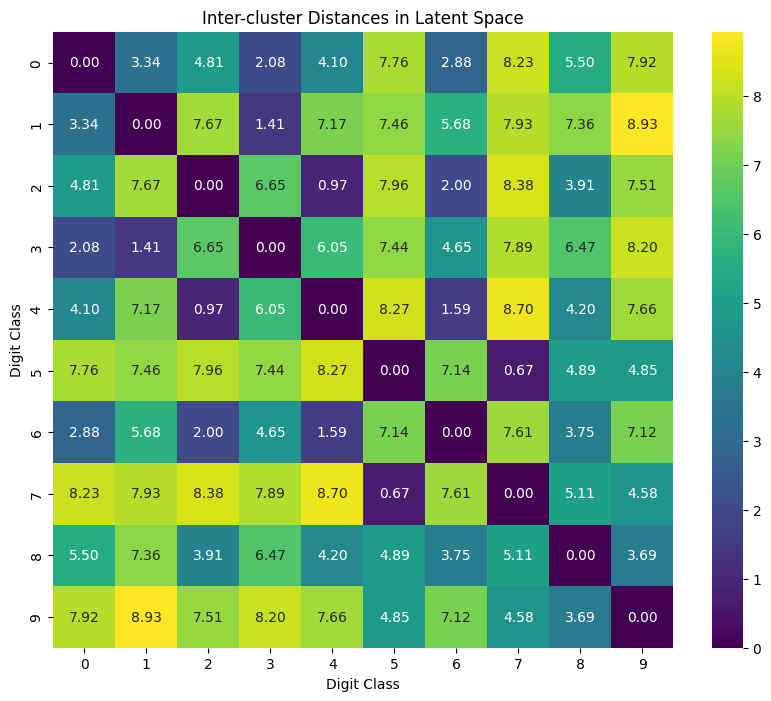 Inter-cluster Distances in Latent Space
0 0.00 3.34 4.81 2.08 4.10 7.76 2.88 8.23 5.50 7.92
1 3.34 0.00 7.67 1.41 7.17 7.46 5.68 7.93 7.36 8.93
2 4.81 7.67 0.00 6.65 0.97 7.96 2.00 8.38 3.91 7.51
3 2.08 1.41 6.65 0.00 6.05 7.44 4.65 7.89 6.47 8.20
4 4.10 7.17 0.97 6.05 0.00 8.27 1.59 8.70 4.20 7.66
5 7.76 7.46 7.96 7.44 8.27 0.00 7.14 0.67 4.89 4.85
6 2.88 5.68 2.00 4.65 1.59 7.14 0.00 7.61 3.75 7.12
7 8.23 7.93 8.38 7.89 8.70 0.67 7.61 0.00 5.11 4.58
8 5.50 7.36 3.91 6.47 4.20 4.89 3.75 5.11 0.00 3.69
9 7.92 8.93 7.51 8.20 7.66 4.85 7.12 4.58 3.69 0.00
0 1 2 3 4 5 6 7 8 9
Digit Class
Digit Class
8
7
6
5
4
3
2
1
0